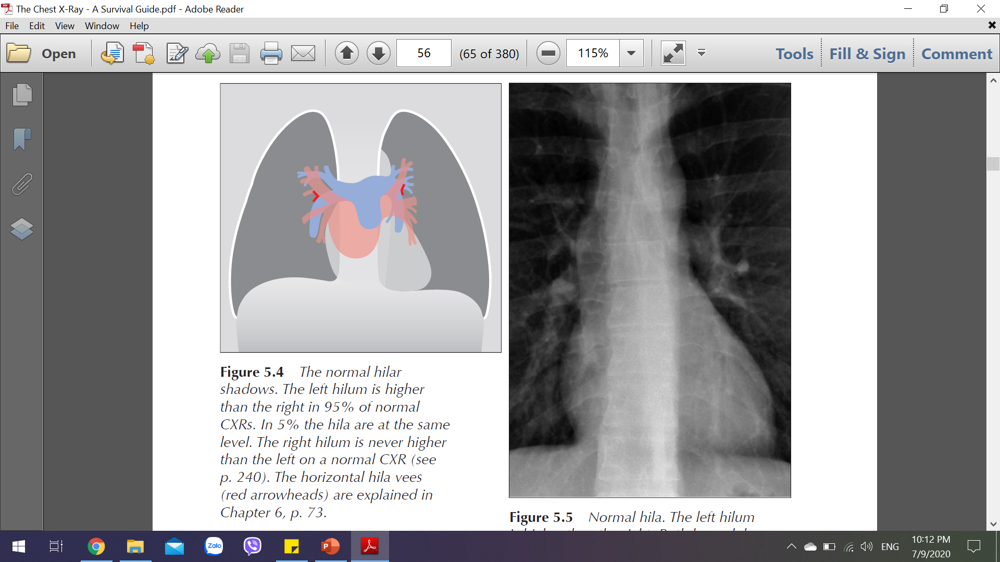 The Chest X-Ray - A Survival Guide.pdf - Adobe Reader
File Edit View Window Help
Open 56 (65 of 380) 115% Tools Fill & Sign Comment
Figure 5.4 The normal hilar
shadows. The left hilum is higher
than the right in 95% of normal
CXRs. In 5% the hila are at the same
level. The right hilum is never higher
than the left on a normal CXR (see
p. 240). The horizontal hila vees
(red arrowheads) are explained in
Chapter 6, p. 73.
Figure 5.5 Normal hila. The left hilum
Zalo
ENG
10:12 PM
7/9/2020